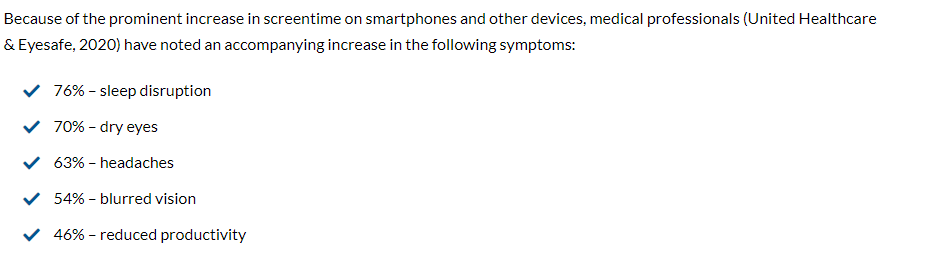 Because of the prominent increase in screentime on smartphones and other devices, medical professionals (United Healthcare
& Eyesafe, 2020) have noted an accompanying increase in the following symptoms:
76% – sleep disruption
70% – dry eyes
63% – headaches
54% – blurred vision
46% – reduced productivity